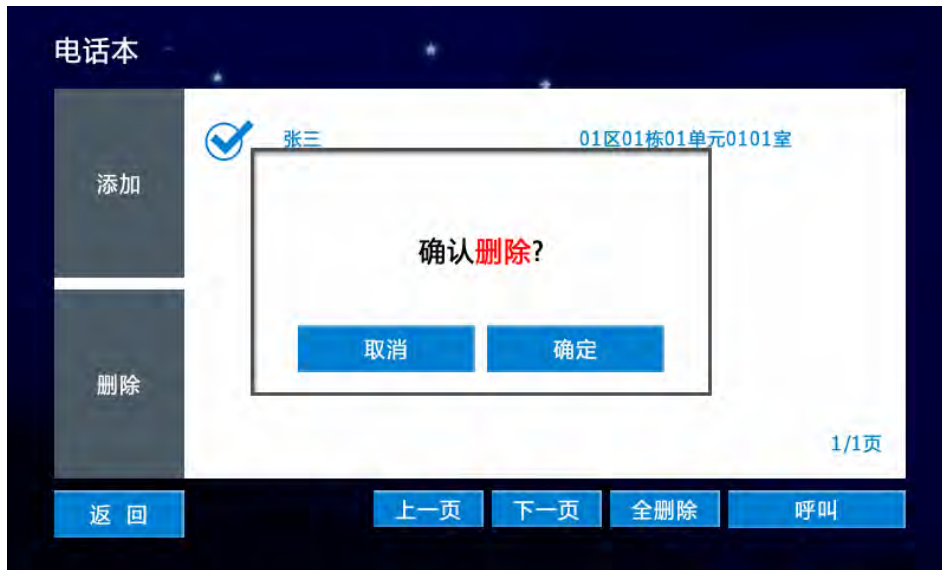 电话本
添加
张三 01区01栋01单元0101室
确认删除?
取消 确定
删除
1/1页
返 回 上一页 下一页 全删除 呼叫